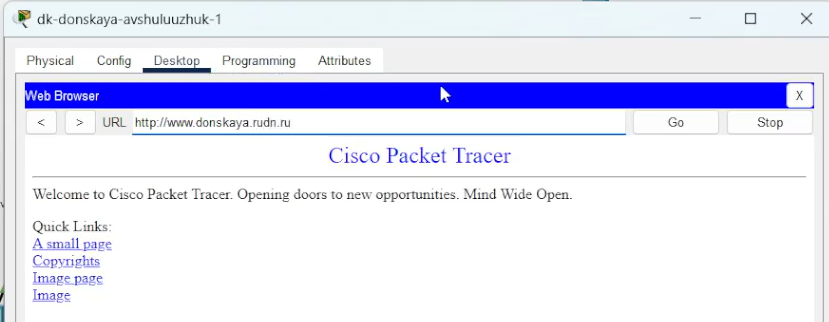 dk-donskaya-avshuluuzhuk-1
Physical Config Desktop Programming Attributes
Web Browser X
< > URL http://www.donskaya.rudn.ru Go Stop
Cisco Packet Tracer
Welcome to Cisco Packet Tracer. Opening doors to new opportunities. Mind Wide Open.
Quick Links:
A small page
Copyrights
Image page
Image